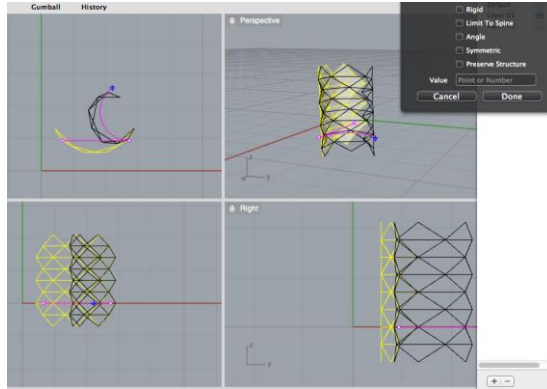 Gumball History
Perspective
Rigid
Limit To Spine
Angle
Symmetric
Preserve Structure
Value Point or Number
Cancel Done
z
x y
Right
z
y